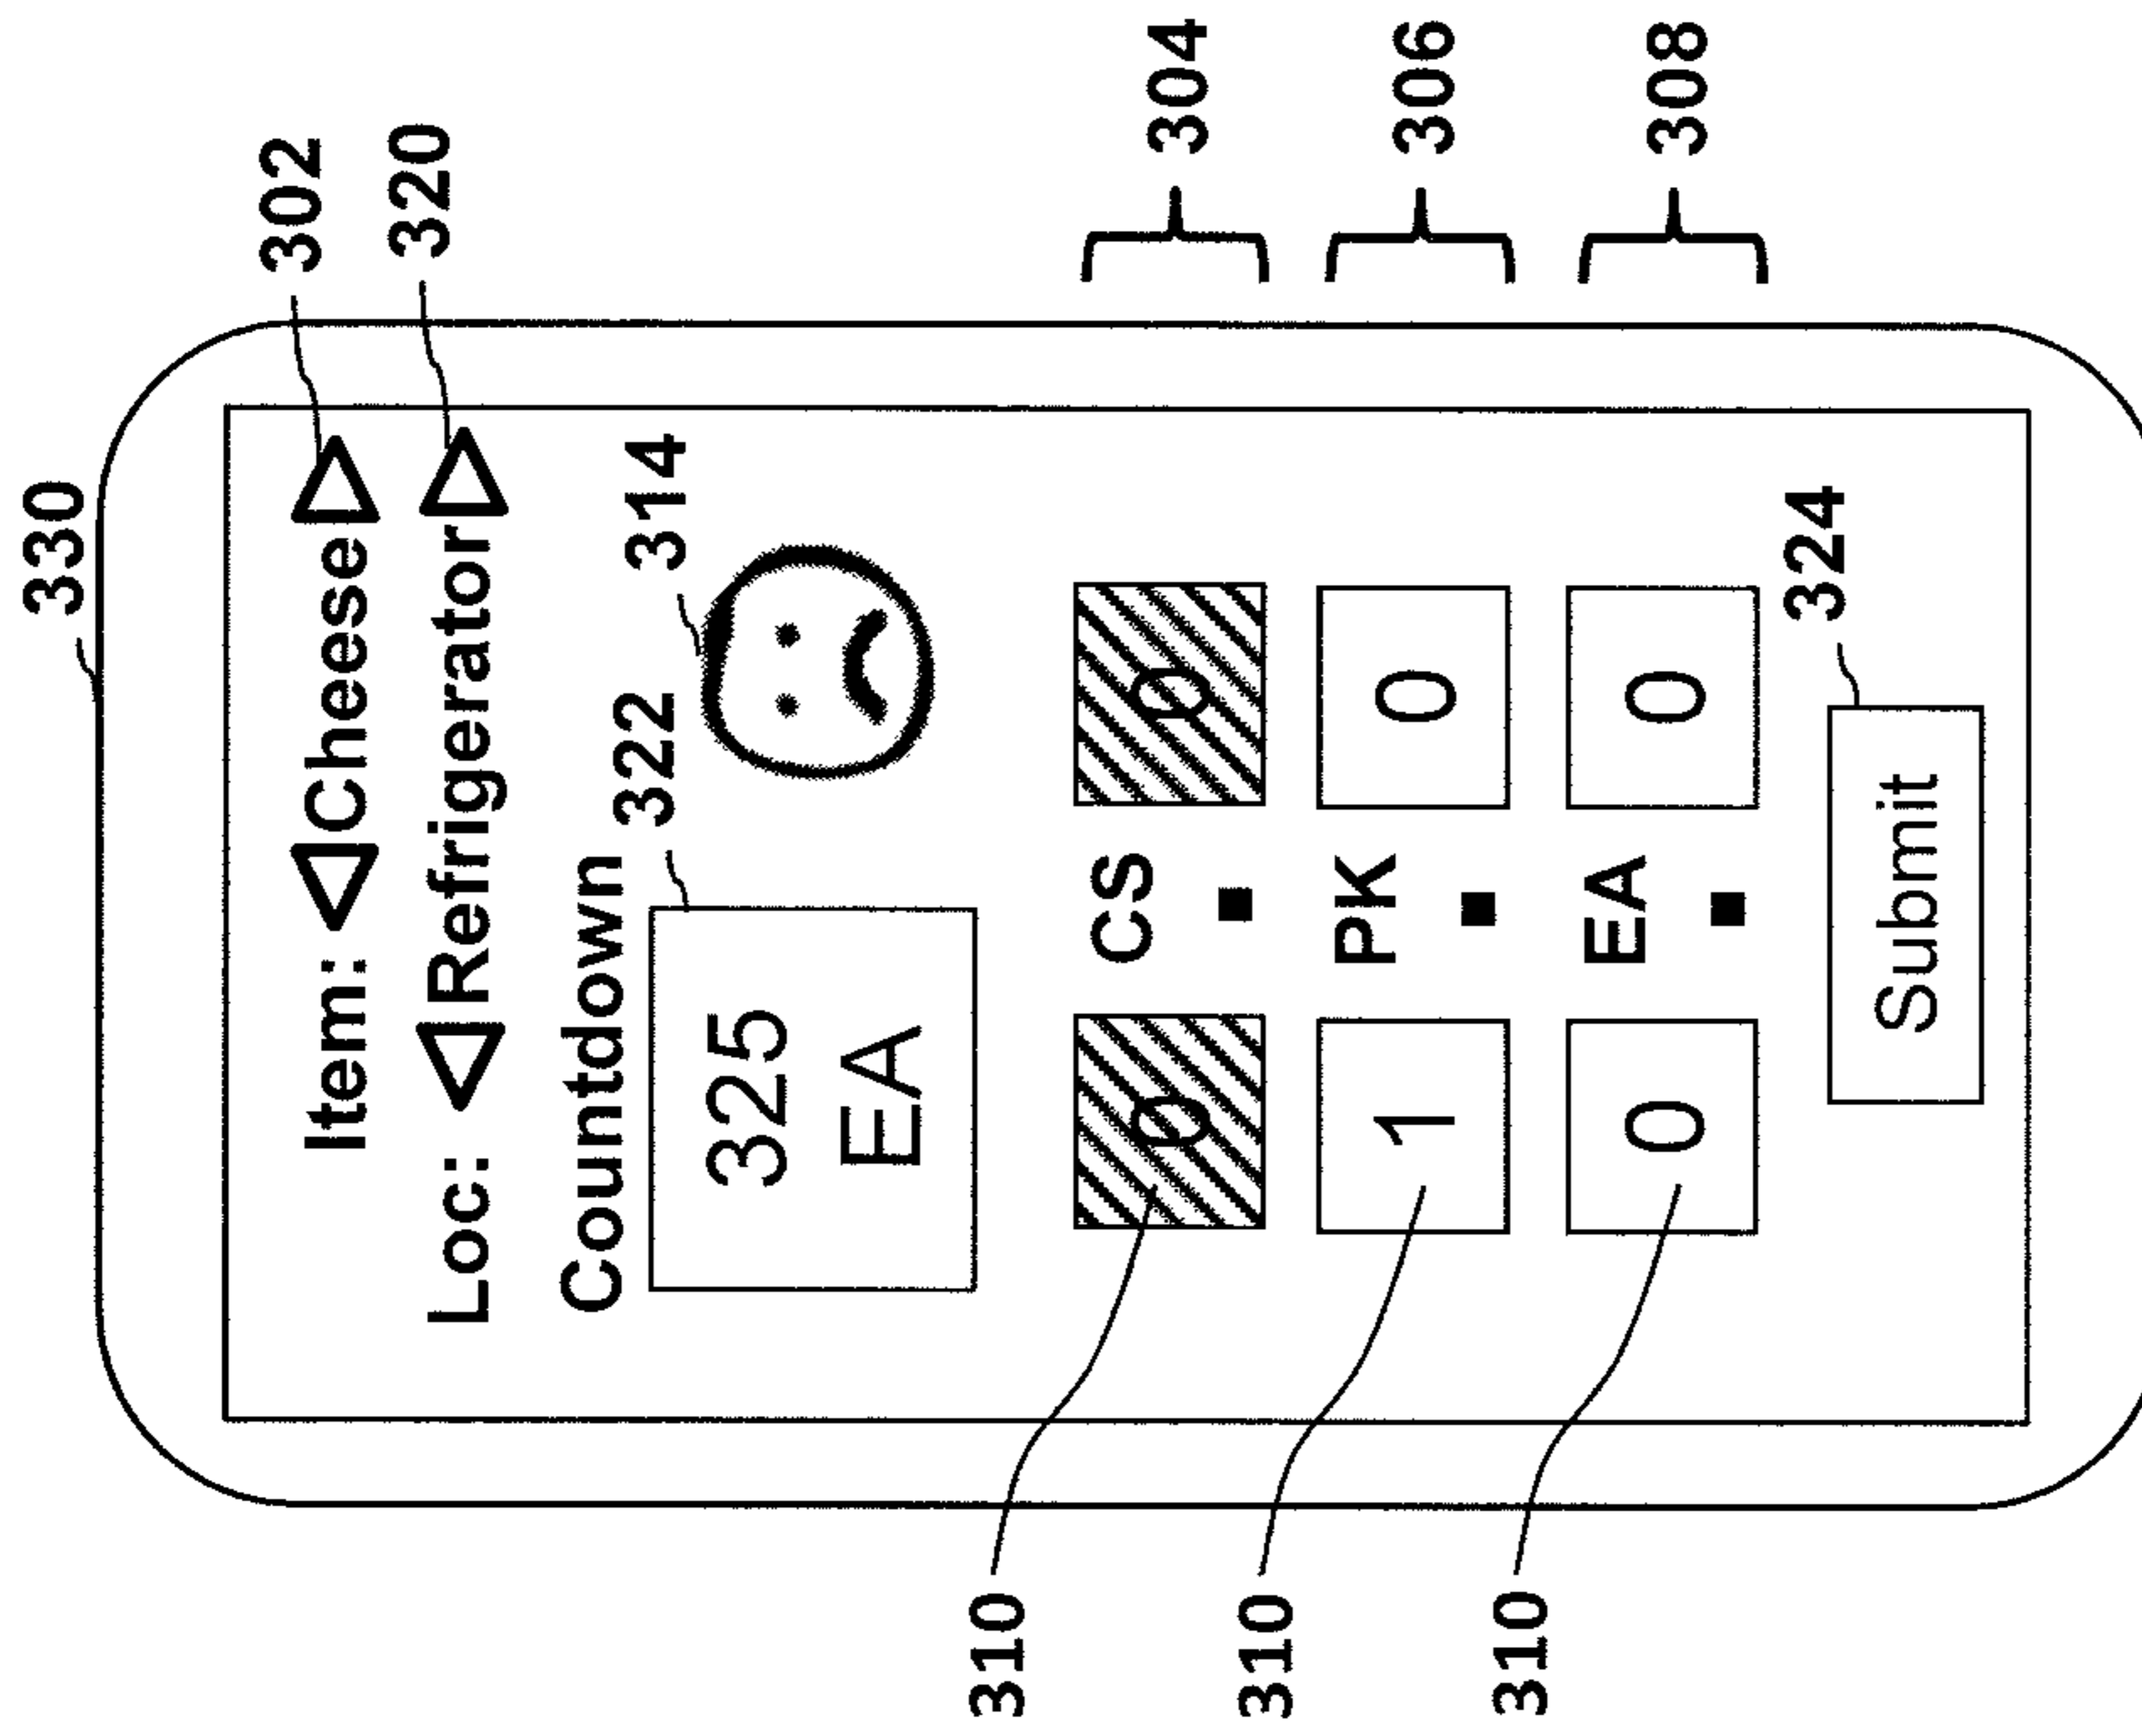 330
Item: Cheese
302
Loc: Refrigerator
320
Countdown
322
314
325
EA
310
0
CS
0
304
310
1
PK
0
306
310
0
EA
0
308
324
Submit